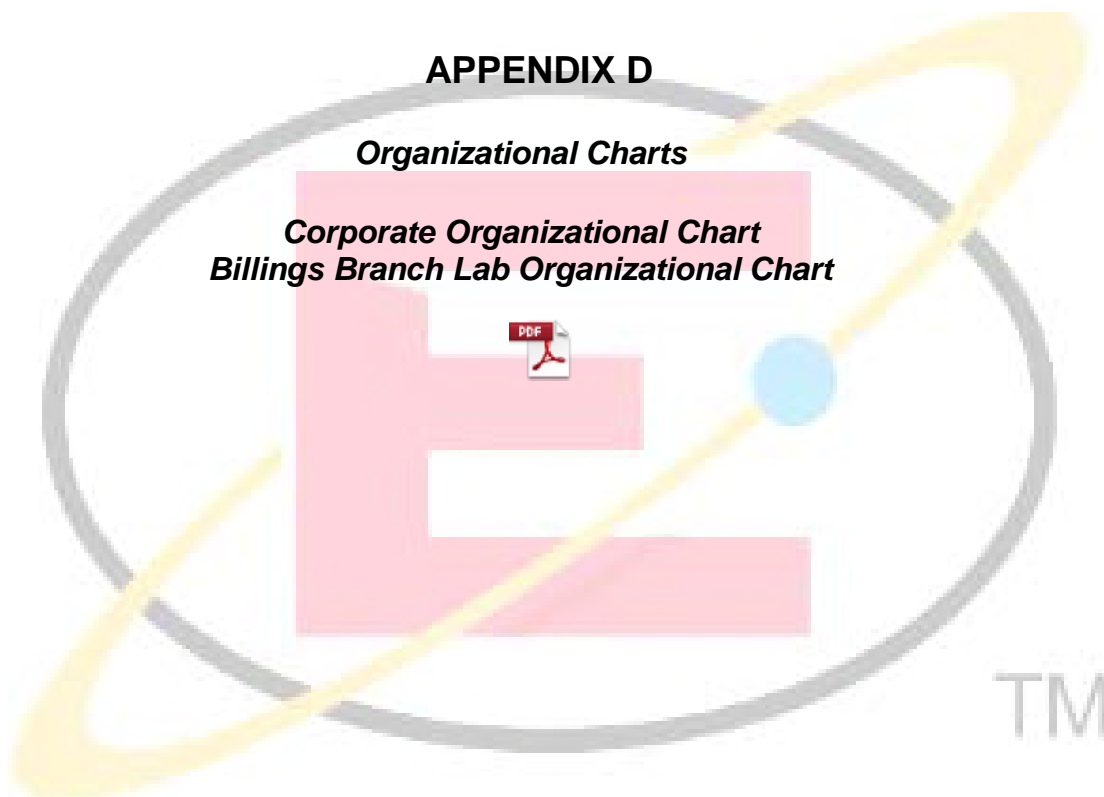 APPENDIX D
Organizational Charts
Corporate Organizational Chart
Billings Branch Lab Organizational Chart
PDF
E
TM